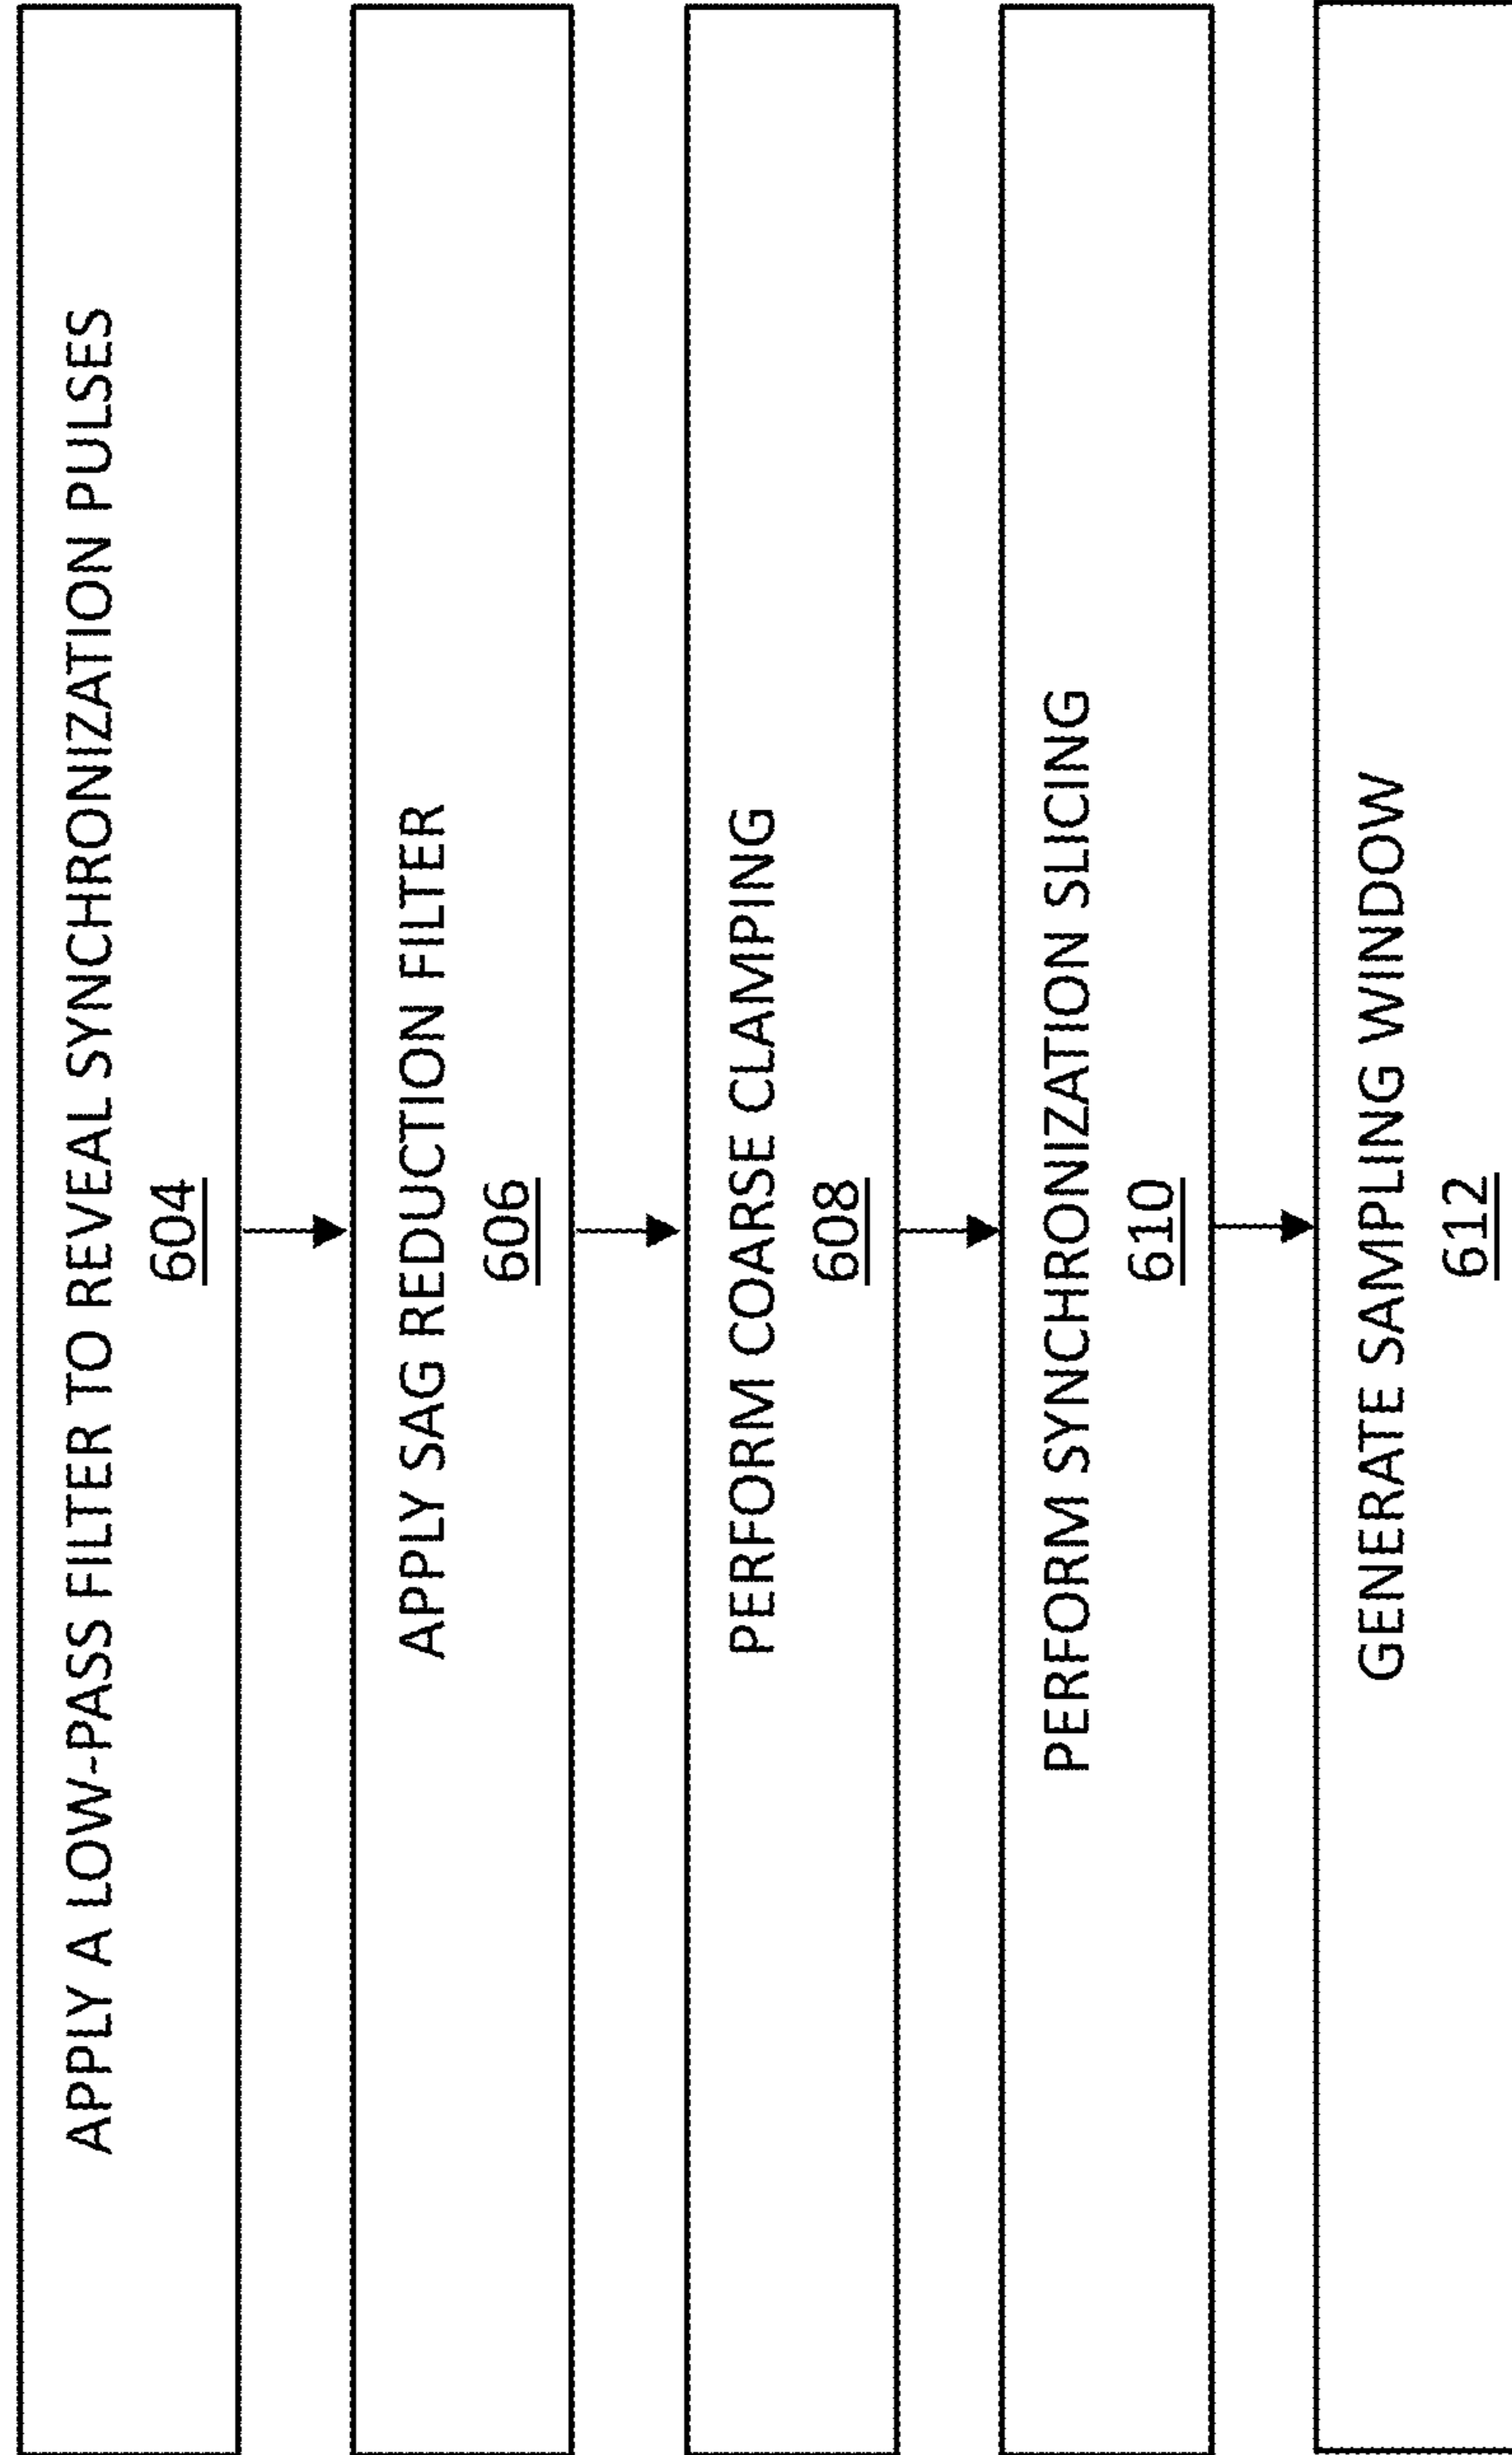 APPLY A LOW-PASS FILTER TO REVEAL SYNCHRONIZATION PULSES
604
APPLY SAG REDUCTION FILTER
606
PERFORM COARSE CLAMPING
608
PERFORM SYNCHRONIZATION SLICING
610
GENERATE SAMPLING WINDOW
612